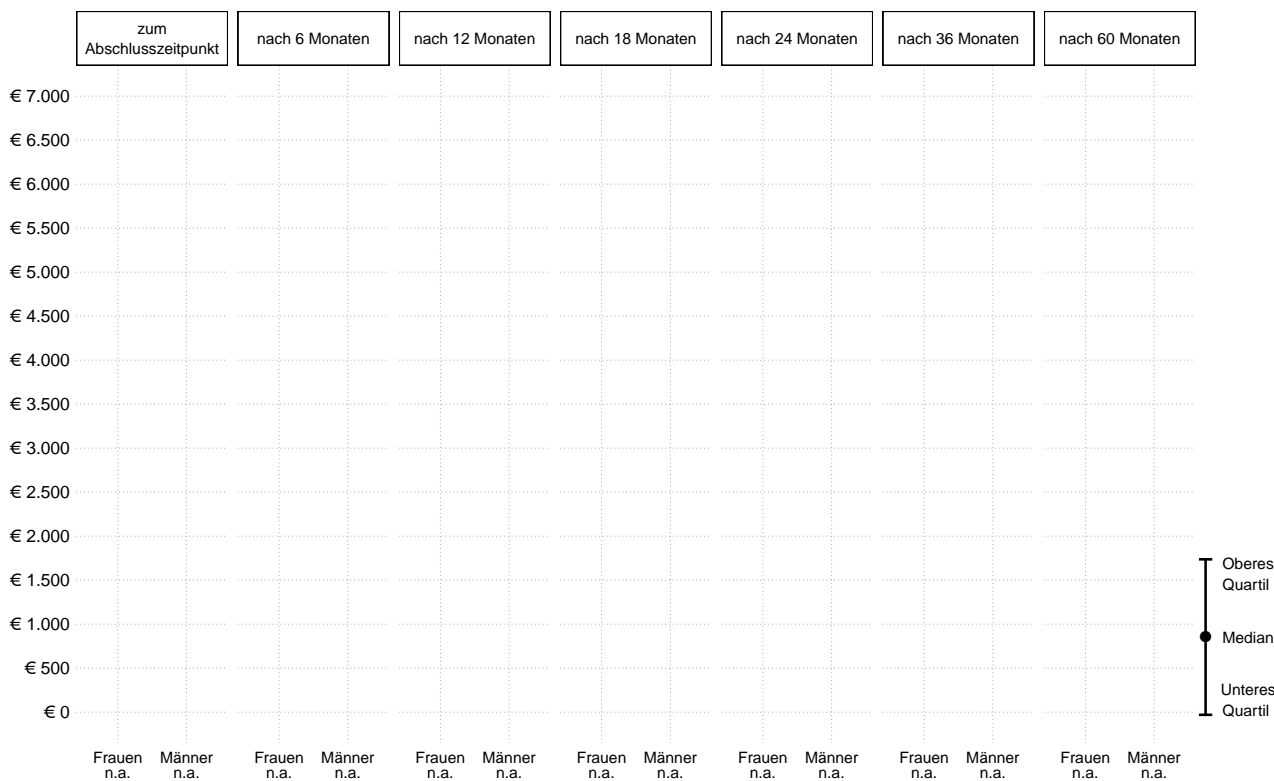 zum
Abschlusszeitpunkt
nach 6 Monaten
nach 12 Monaten
nach 18 Monaten
nach 24 Monaten
nach 36 Monaten
nach 60 Monaten
€ 7.000
€ 6.500
€ 6.000
€ 5.500
€ 5.000
€ 4.500
€ 4.000
€ 3.500
€ 3.000
€ 2.500
€ 2.000
€ 1.500
€ 1.000
€ 500
€ 0
Oberes
Quartil
Median
Unteres
Quartil
Frauen Männer Frauen Männer Frauen Männer Frauen Männer Frauen Männer Frauen Männer Frauen Männer
n.a. n.a. n.a. n.a. n.a. n.a. n.a. n.a. n.a. n.a. n.a. n.a. n.a. n.a.